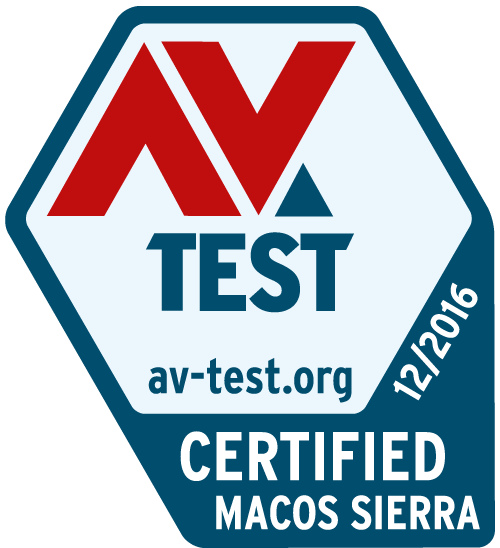 AV
TEST
av-test.org
12/2016
CERTIFIED
MACOS SIERRA